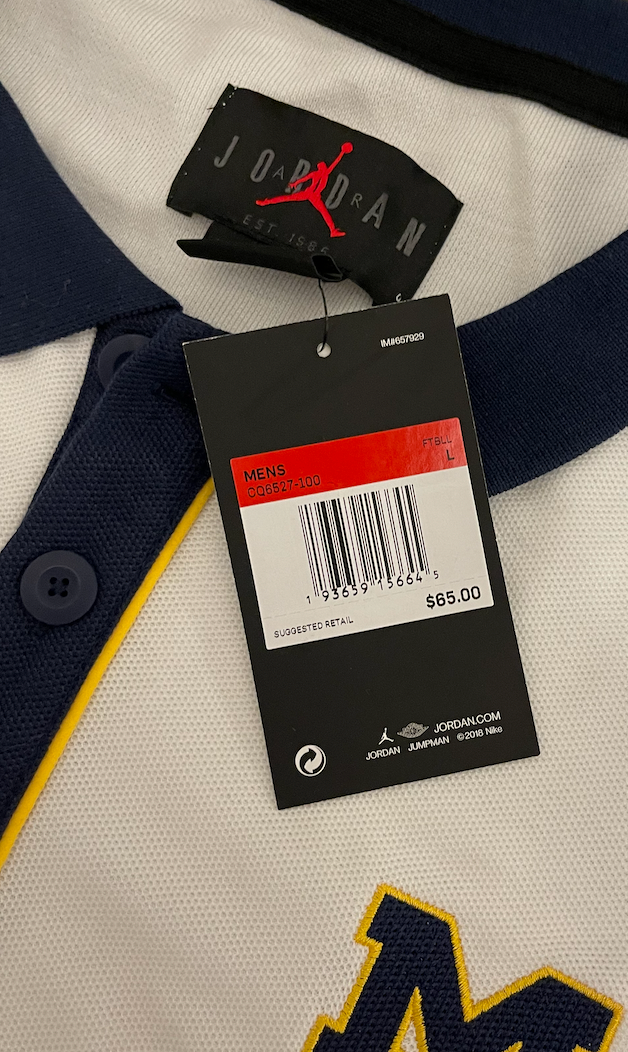 JORDAN
AIR
EST. 1985
IM#657929
FTBLL
MENS L
CQ6527-100
1 93659 15664 5
$65.00
SUGGESTED RETAIL
JORDAN.COM
JORDAN JUMPMAN ©2018 Nike
M